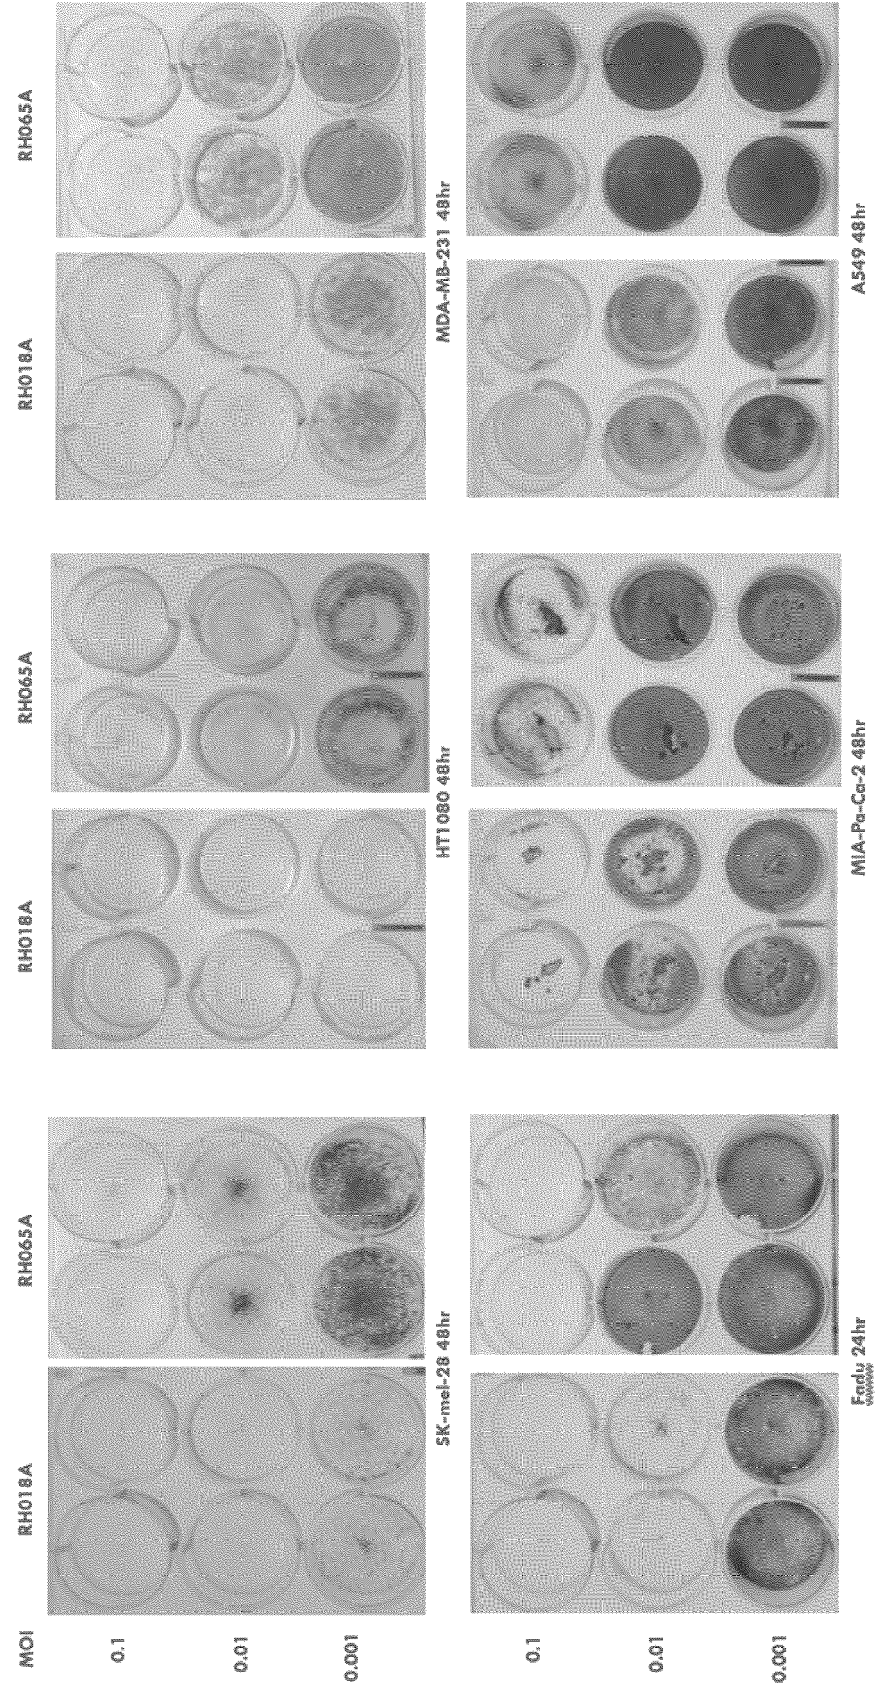 MOI
RH018A
RH065A
RH018A
RH065A
RH018A
RH065A
0.1
0.01
0.001
SK-mel-28 48hr
HT1080 48hr
MDA-MB-231 48hr
0.1
0.01
0.001
Fadu 24hr
MIA-Pa-Ca-2 48hr
A549 48hr